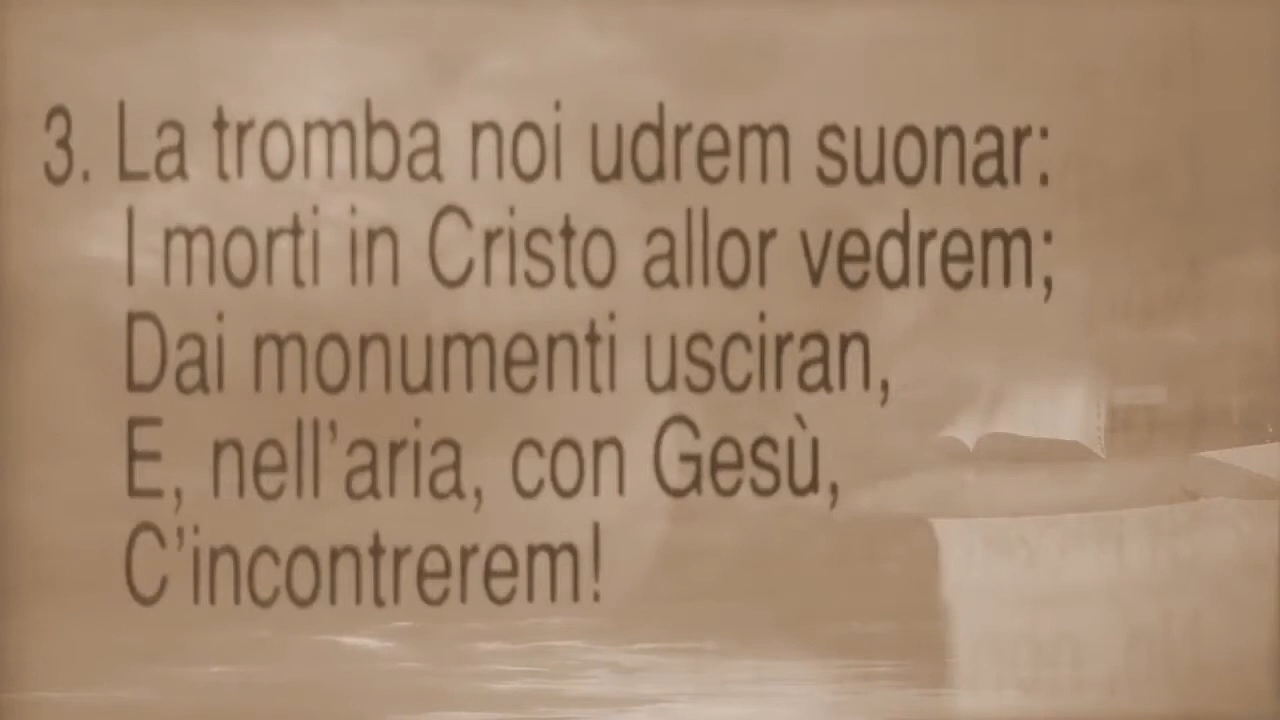 3. La tromba noi udrem suonar:
I morti in Cristo allor vedrem;
Dai monumenti usciran,
E, nell'aria, con Gesù,
C'incontrerem!